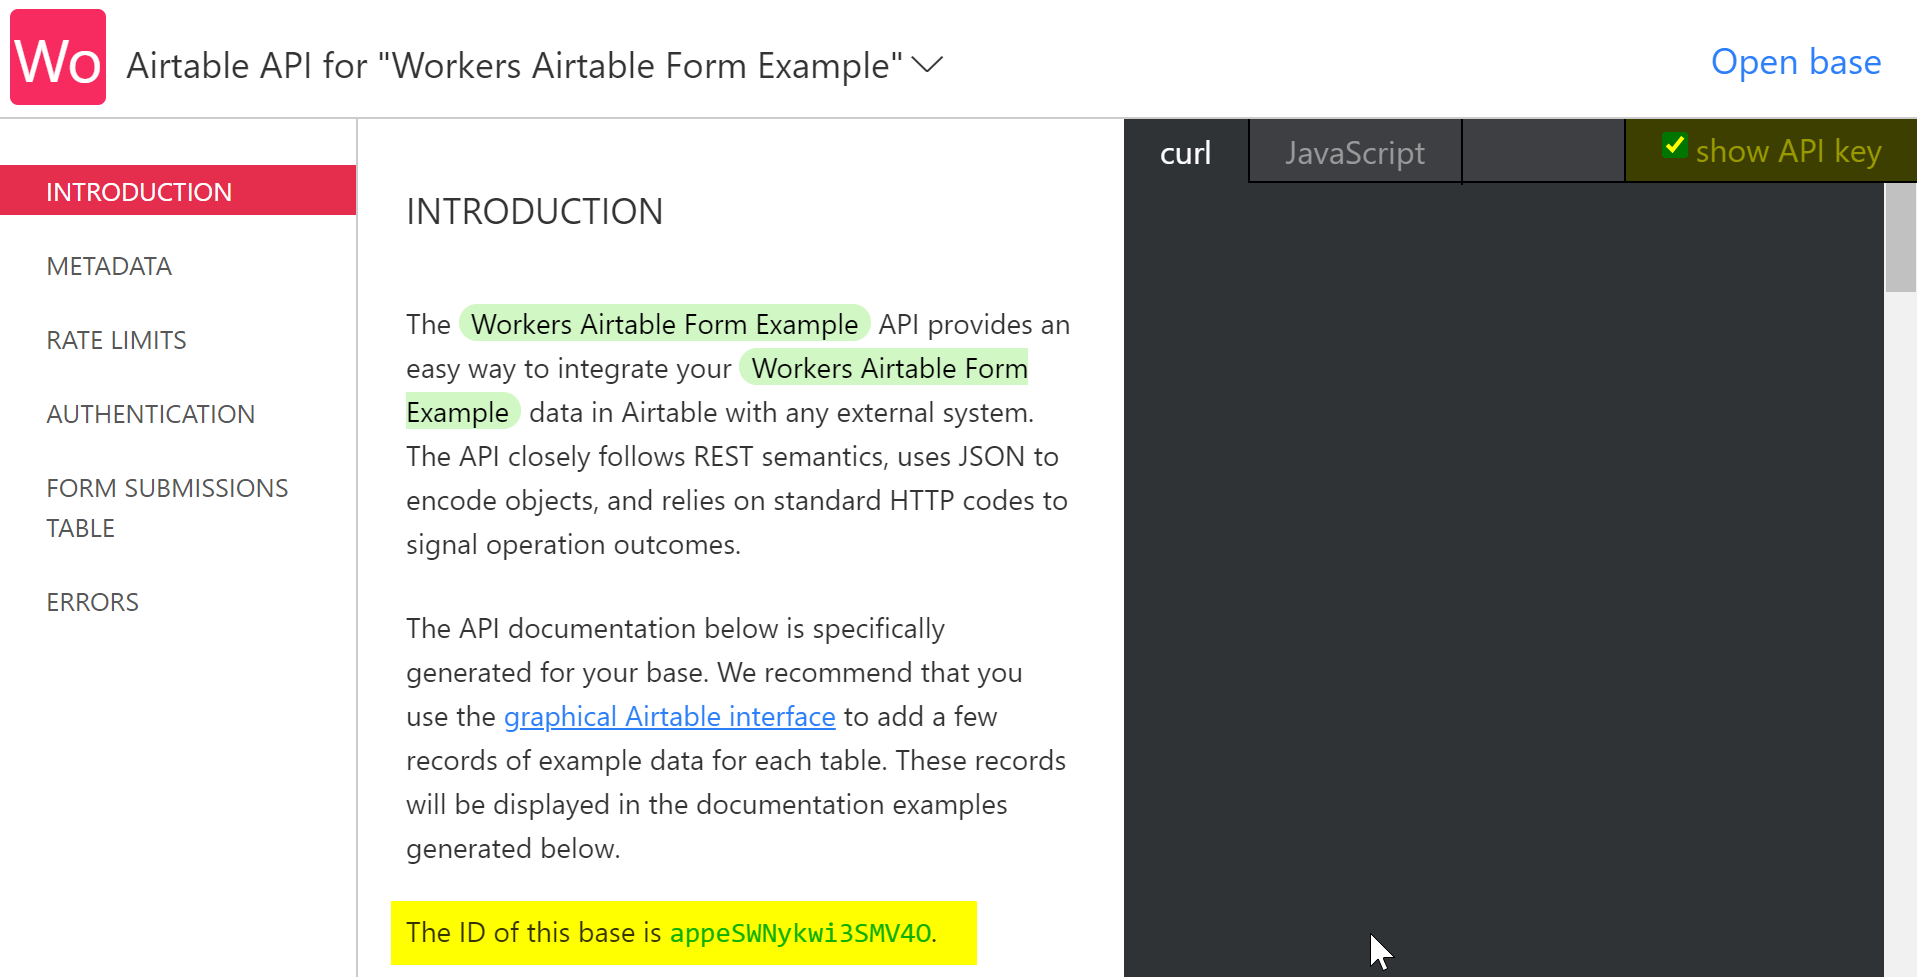 Wo
Airtable API for "Workers Airtable Form Example"
Open base
INTRODUCTION
METADATA
RATE LIMITS
AUTHENTICATION
FORM SUBMISSIONS
TABLE
ERRORS
INTRODUCTION
The Workers Airtable Form Example API provides an
easy way to integrate your Workers Airtable Form
Example data in Airtable with any external system.
The API closely follows REST semantics, uses JSON to
encode objects, and relies on standard HTTP codes to
signal operation outcomes.
The API documentation below is specifically
generated for your base. We recommend that you
use the graphical Airtable interface to add a few
records of example data for each table. These records
will be displayed in the documentation examples
generated below.
The ID of this base is appeSWNykwi3SMV4O.
curl
JavaScript
show API key